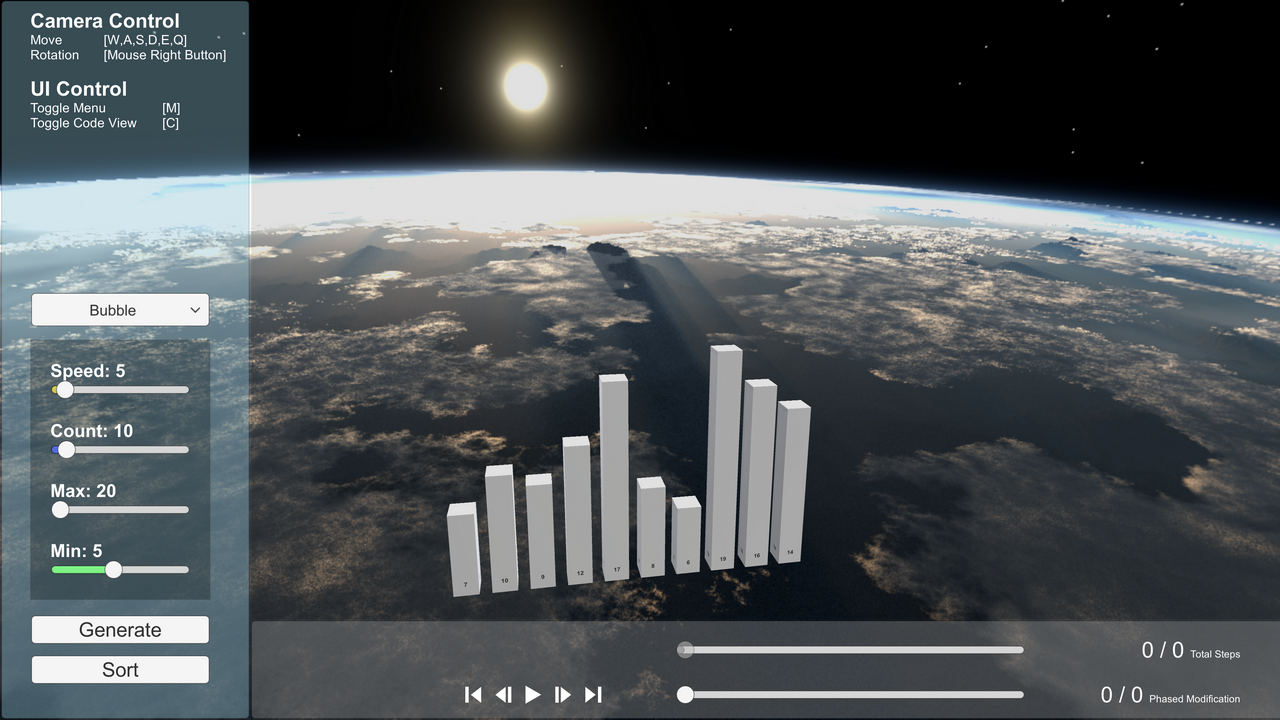 Camera Control
Move [W,A,S,D,E,Q]
Rotation [Mouse Right Button]
UI Control
Toggle Menu [M]
Toggle Code View [C]
Bubble
Speed: 5
Count: 10
Max: 20
Min: 5
Generate
Sort
7 10 9 12 17 8 6 19 16 14
0 / 0 Total Steps
0 / 0 Phased Modification